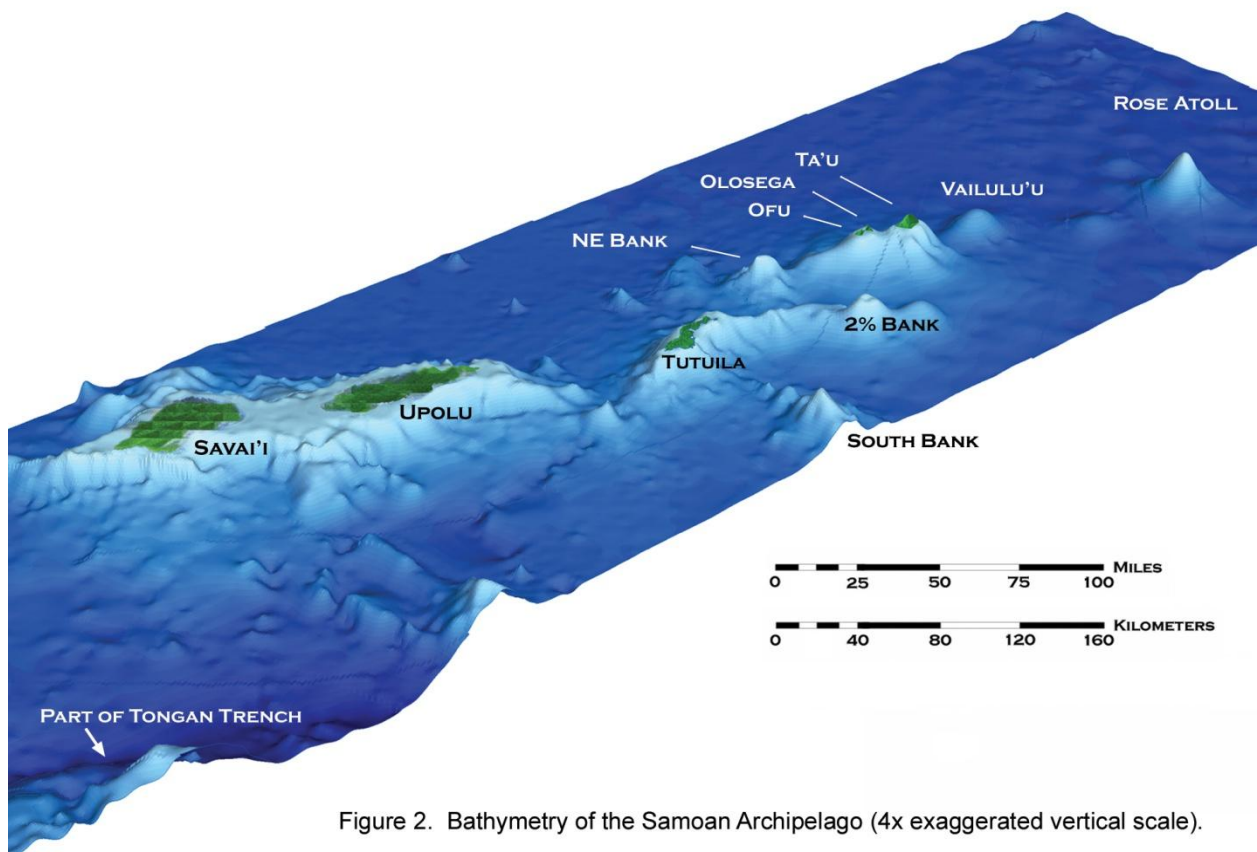 ROSE ATOLL
TA'U
OLOSEGA
VAILULU'U
OFU
NE BANK
2% BANK
TUTUILA
UPOLU
SOUTH BANK
SAVAI'I
MILES
0 25 50 75 100
KILOMETERS
0 40 80 120 160
PART OF TONGAN TRENCH
Figure 2. Bathymetry of the Samoan Archipelago (4x exaggerated vertical scale).